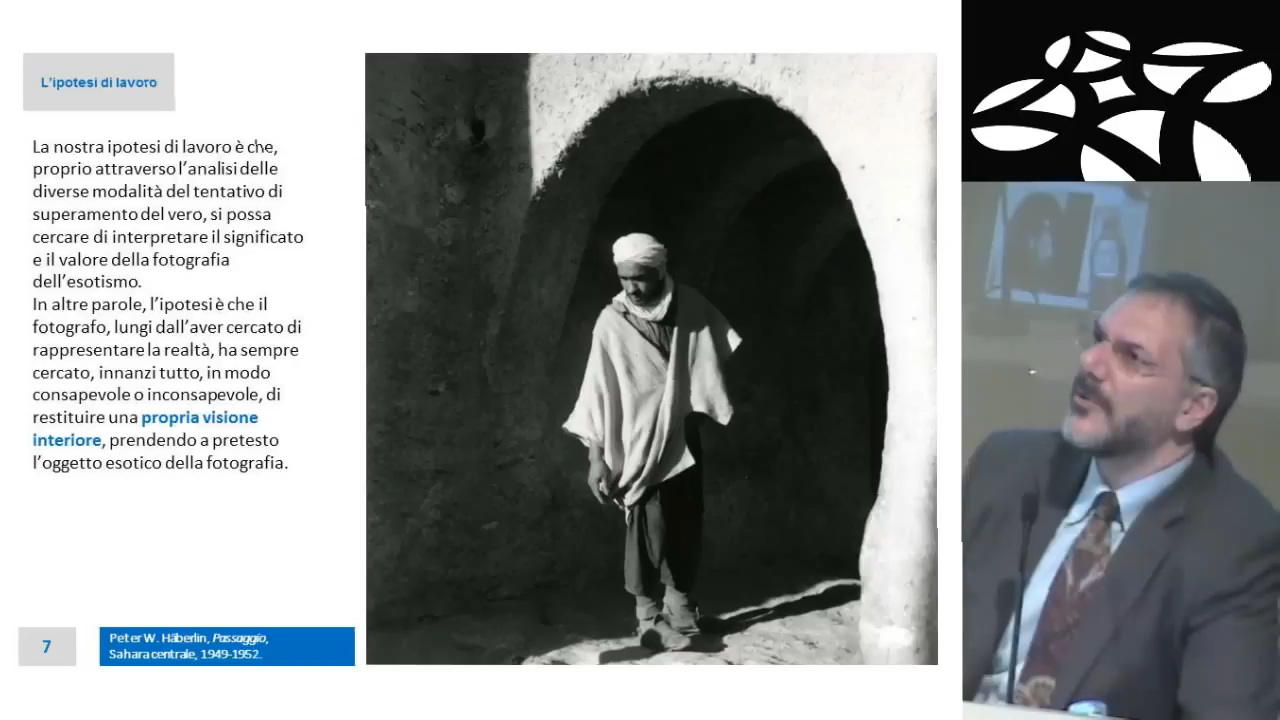 L'ipotesi di lavoro
La nostra ipotesi di lavoro è che,
proprio attraverso l'analisi delle
diverse modalità del tentativo di
superamento del vero, si possa
cercare di interpretare il significato
e il valore della fotografia
dell'esotismo.
In altre parole, l'ipotesi è che il
fotografo, lungi dall'aver cercato di
rappresentare la realtà, ha sempre
cercato, innanzi tutto, in modo
consapevole o inconsapevole, di
restituire una propria visione
interiore, prendendo a pretesto
l'oggetto esotico della fotografia.
7
Peter W. Häberlin, Passaggio,
Sahara centrale, 1949-1952.